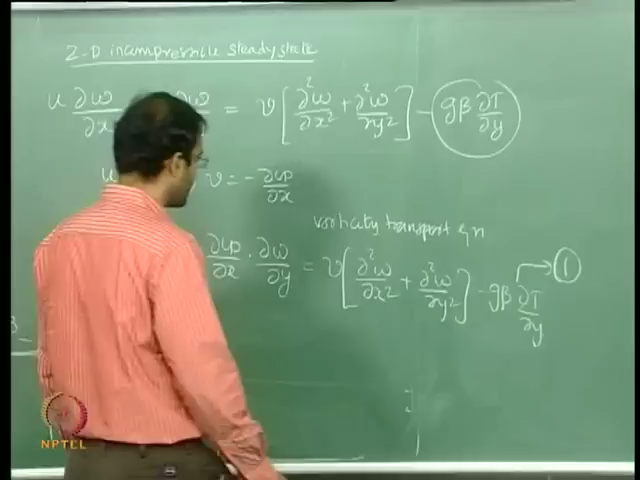 2-D incompressible steady state
u ∂ω/∂x ∂ω = ν [ ∂²ω/∂x² + ∂²ω/∂y² ] - gβ ∂T/∂y
u v = - ∂ψ/∂x
vorticity transport eqn
∂ψ/∂x · ∂ω/∂y = ν [ ∂²ω/∂x² + ∂²ω/∂y² ] - gβ ∂T/∂y → 1
NPTEL